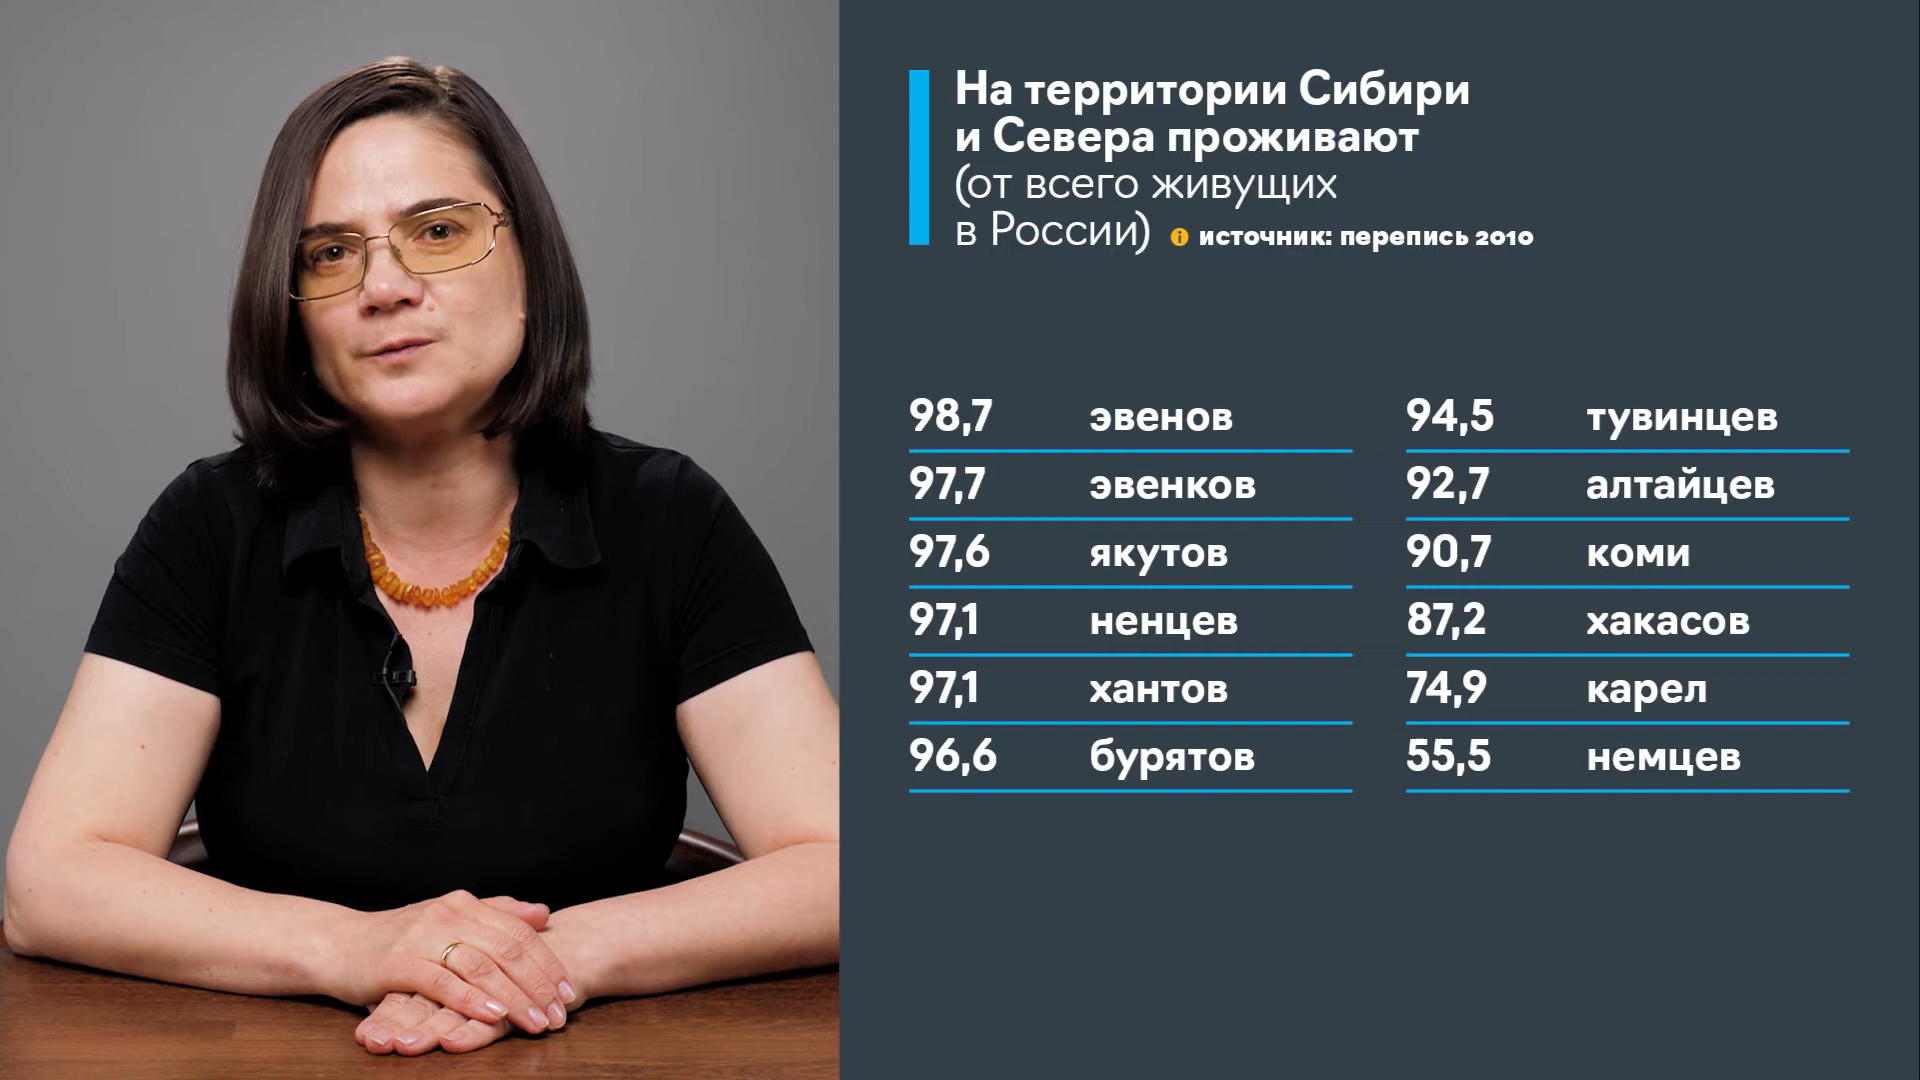 На территории Сибири
и Севера проживают
(от всего живущих
в России) источник: перепись 2010
98,7 эвенов
97,7 эвенков
97,6 якутов
97,1 ненцев
97,1 хантов
96,6 бурятов
94,5 тувинцев
92,7 алтайцев
90,7 коми
87,2 хакасов
74,9 карел
55,5 немцев